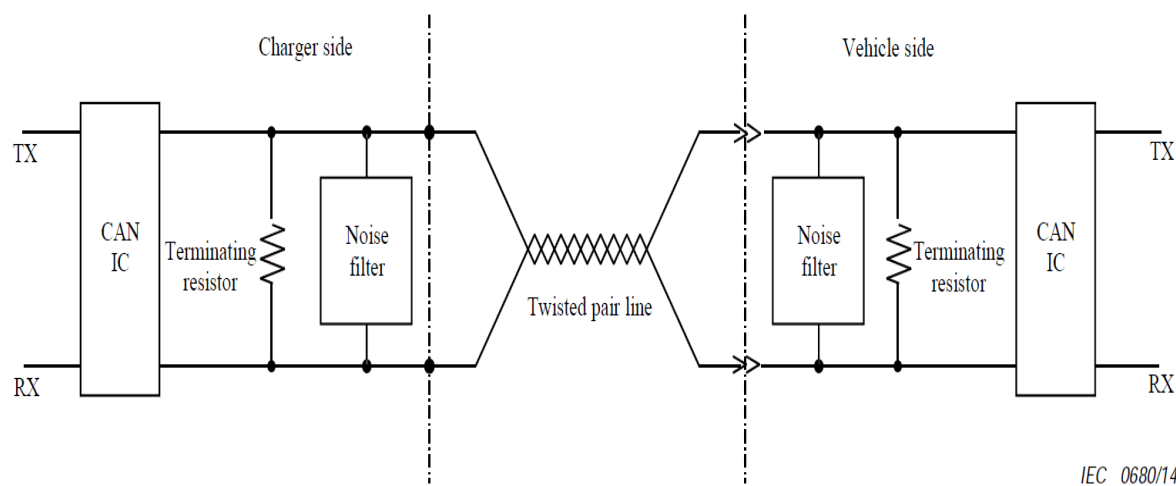 Charger side
Vehicle side
TX
TX
CAN
IC
Terminating
resistor
Noise
filter
Twisted pair line
Noise
filter
Terminating
resistor
CAN
IC
RX
RX
IEC 0680/14